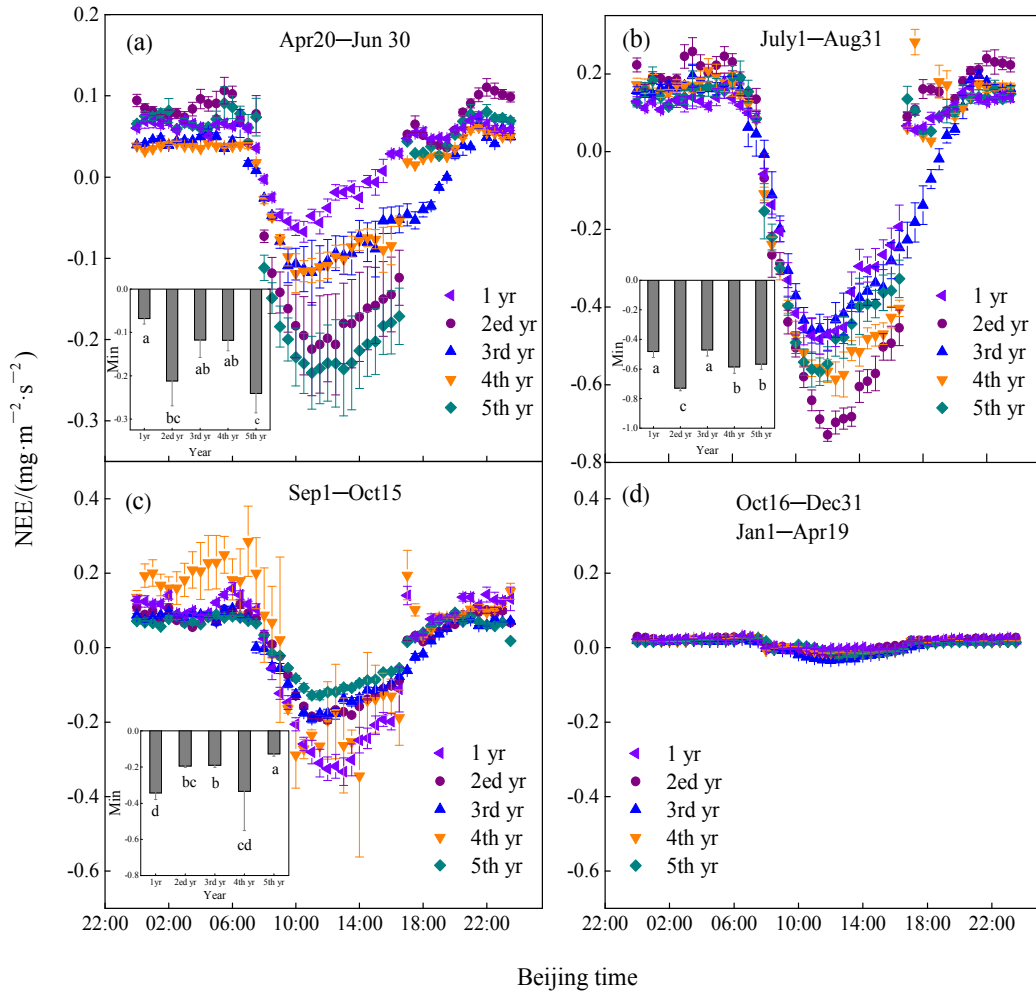 (a)
Apr20—Jun 30
0.2
0.1
0.0
-0.1
-0.2
-0.3
1 yr
2ed yr
3rd yr
4th yr
5th yr
0.0
-0.1
-0.2
-0.3
Min
a
bc
ab
ab
c
1yr
2ed yr
3rd yr
4th yr
5th yr
Year
(b)
July1—Aug31
0.2
0.0
-0.2
-0.4
-0.6
-0.8
1 yr
2ed yr
3rd yr
4th yr
5th yr
0.0
-0.2
-0.4
-0.6
-0.8
-1.0
Min
a
c
a
b
b
1yr
2ed yr
3rd yr
4th yr
5th yr
Year
NEE/(mg·m⁻²·s⁻²)
(c)
Sep1—Oct15
0.4
0.2
0.0
-0.2
-0.4
-0.6
1 yr
2ed yr
3rd yr
4th yr
5th yr
0.0
-0.2
-0.4
-0.6
-0.8
Min
d
bc
b
cd
a
1yr
2ed yr
3rd yr
4th yr
5th yr
Year
22:00
02:00
06:00
10:00
14:00
18:00
22:00
(d)
Oct16—Dec31
Jan1—Apr19
0.4
0.2
0.0
-0.2
-0.4
-0.6
1 yr
2ed yr
3rd yr
4th yr
5th yr
22:00
02:00
06:00
10:00
14:00
18:00
22:00
Beijing time